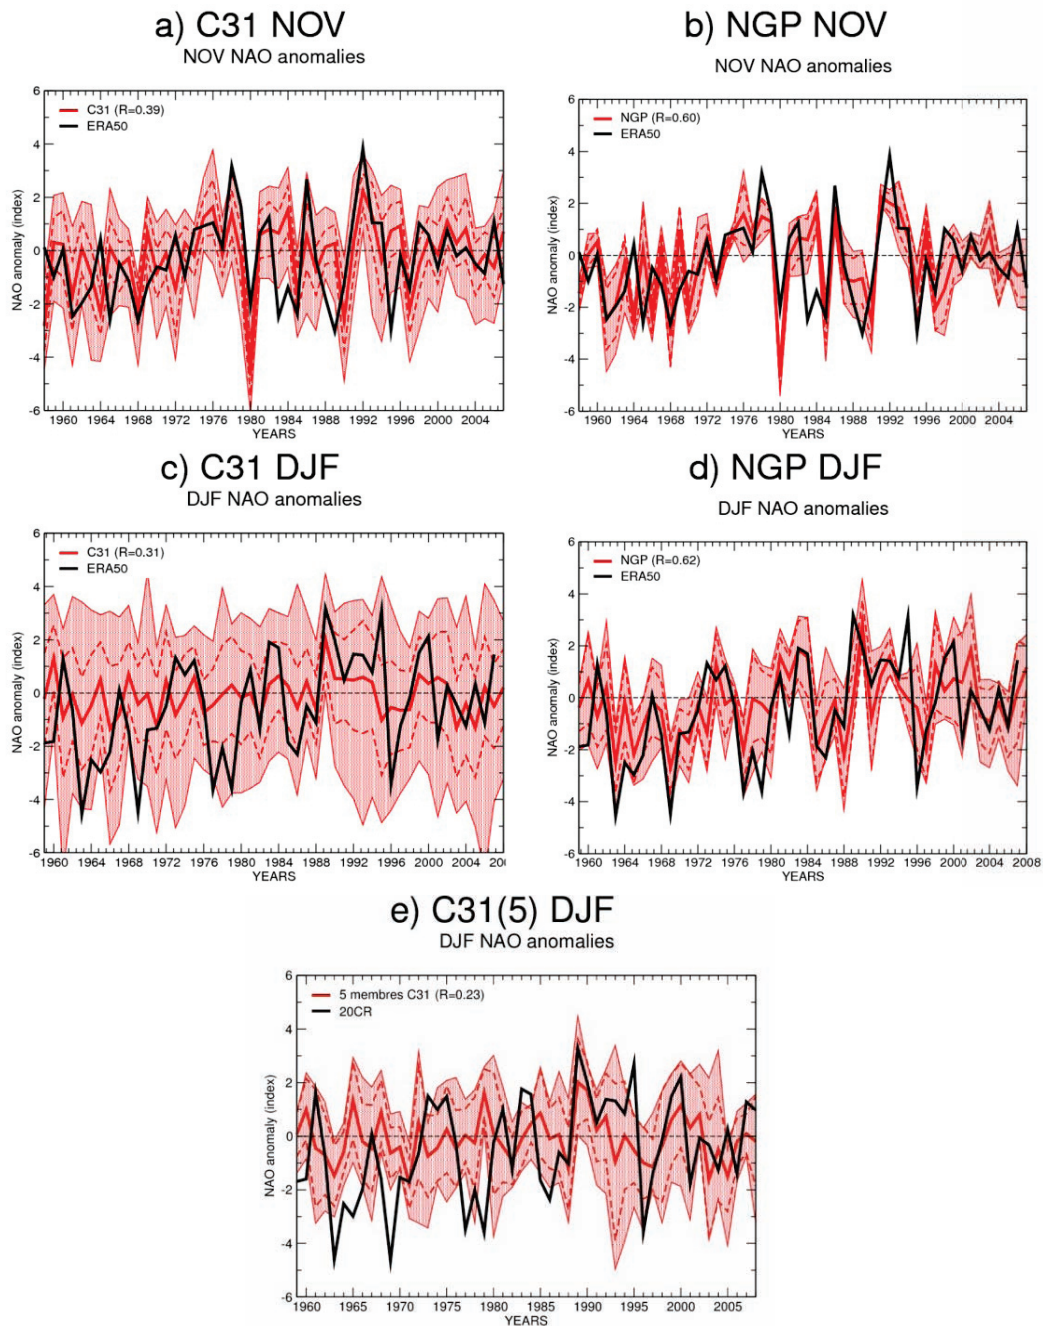 a) C31 NOV
NOV NAO anomalies
C31 (R=0.39)
ERA50
NAO anomaly (index)
6
4
2
0
-2
-4
-6
1960 1964 1968 1972 1976 1980 1984 1988 1992 1996 2000 2004
YEARS
b) NGP NOV
NOV NAO anomalies
NGP (R=0.60)
ERA50
NAO anomaly (index)
6
4
2
0
-2
-4
-6
1960 1964 1968 1972 1976 1980 1984 1988 1992 1996 2000 2004
YEARS
c) C31 DJF
DJF NAO anomalies
C31 (R=0.31)
ERA50
NAO anomaly (index)
6
4
2
0
-2
-4
-6
1960 1964 1968 1972 1976 1980 1984 1988 1992 1996 2000 2004 20
YEARS
d) NGP DJF
DJF NAO anomalies
NGP (R=0.62)
ERA50
NAO anomaly (index)
6
4
2
0
-2
-4
-6
1960 1964 1968 1972 1976 1980 1984 1988 1992 1996 2000 2004 2008
YEARS
e) C31(5) DJF
DJF NAO anomalies
5 membres C31 (R=0.23)
20CR
NAO anomaly (index)
6
4
2
0
-2
-4
-6
1960 1965 1970 1975 1980 1985 1990 1995 2000 2005
YEARS